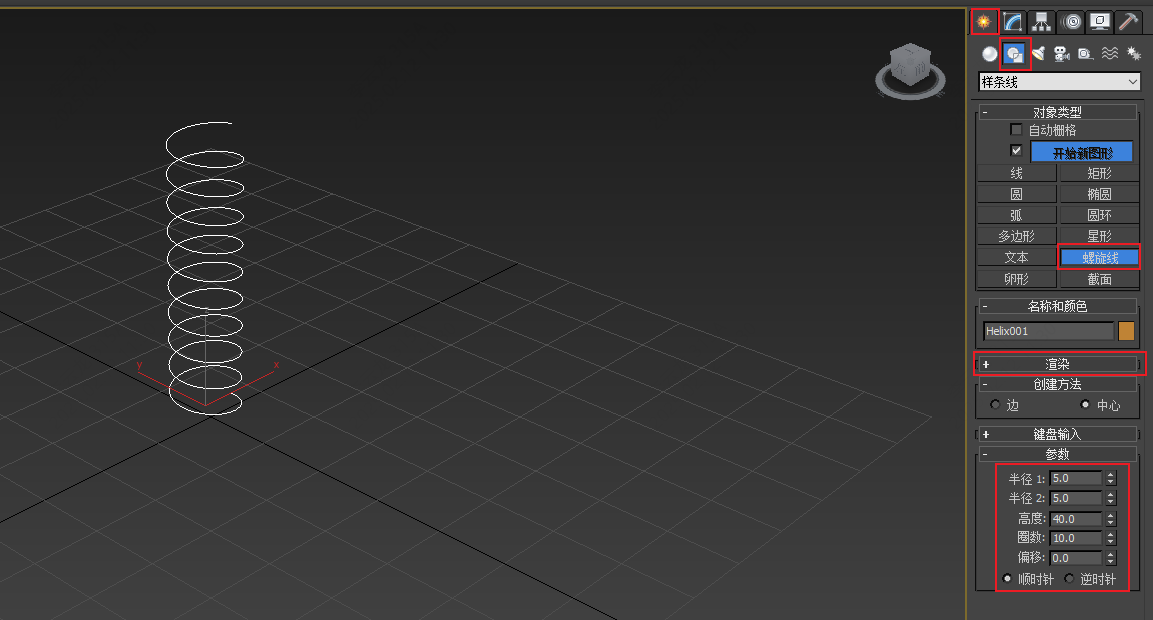 样条线
- 对象类型
自动栅格
开始新图形
线 矩形
圆 椭圆
弧 圆环
多边形 星形
文本 螺旋线
卵形 截面
- 名称和颜色
Helix001
+ 渲染
- 创建方法
边 中心
+ 键盘输入
- 参数
半径 1: 5.0
半径 2: 5.0
高度: 40.0
圈数: 10.0
偏移: 0.0
顺时针 逆时针
y
x